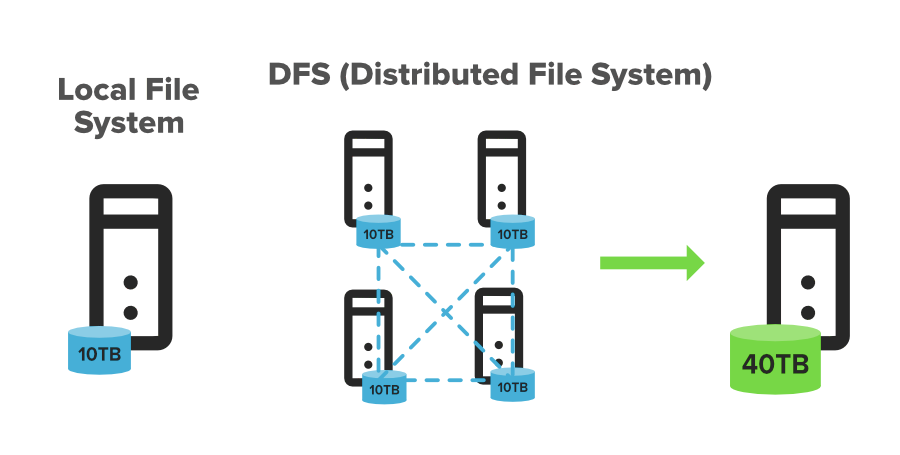 Local File
System
10TB
DFS (Distributed File System)
10TB
10TB
10TB
10TB
40TB